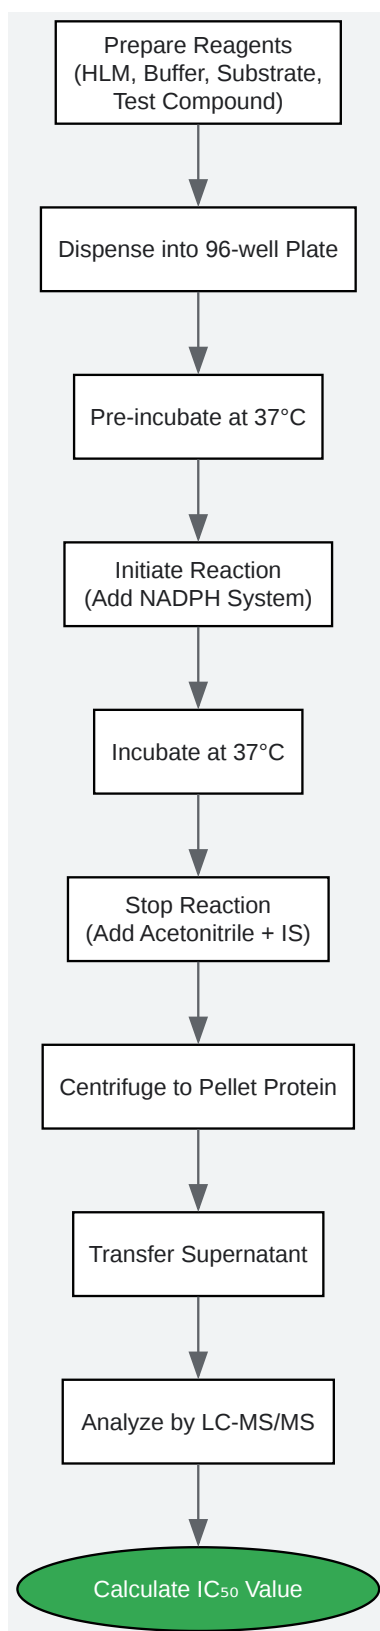 Prepare Reagents
(HLM, Buffer, Substrate,
Test Compound)
Dispense into 96-well Plate
Pre-incubate at 37°C
Initiate Reaction
(Add NADPH System)
Incubate at 37°C
Stop Reaction
(Add Acetonitrile + IS)
Centrifuge to Pellet Protein
Transfer Supernatant
Analyze by LC-MS/MS
Calculate IC₅₀ Value